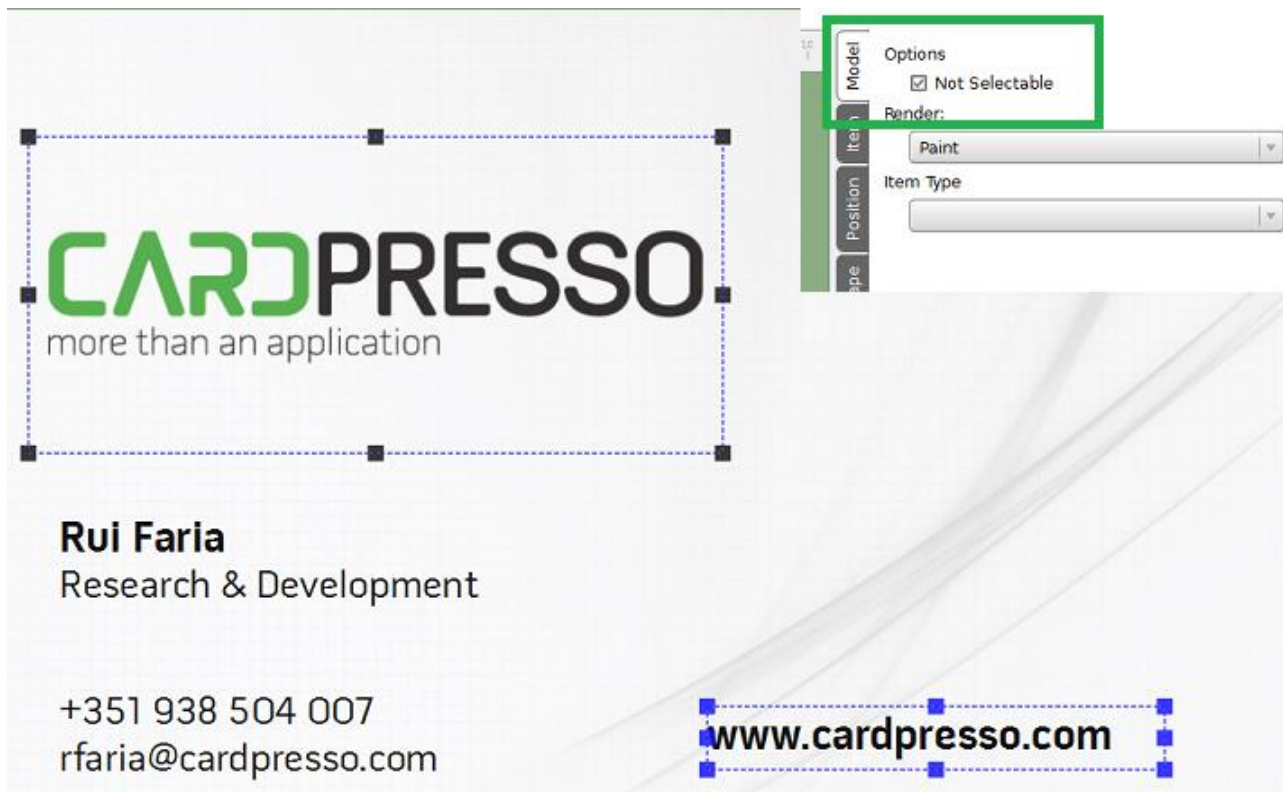 CARDPRESSO
more than an application
Rui Faria
Research & Development
+351 938 504 007
rfaria@cardpresso.com
www.cardpresso.com
Model
Item
Position
Options
Not Selectable
Render:
Paint
Item Type